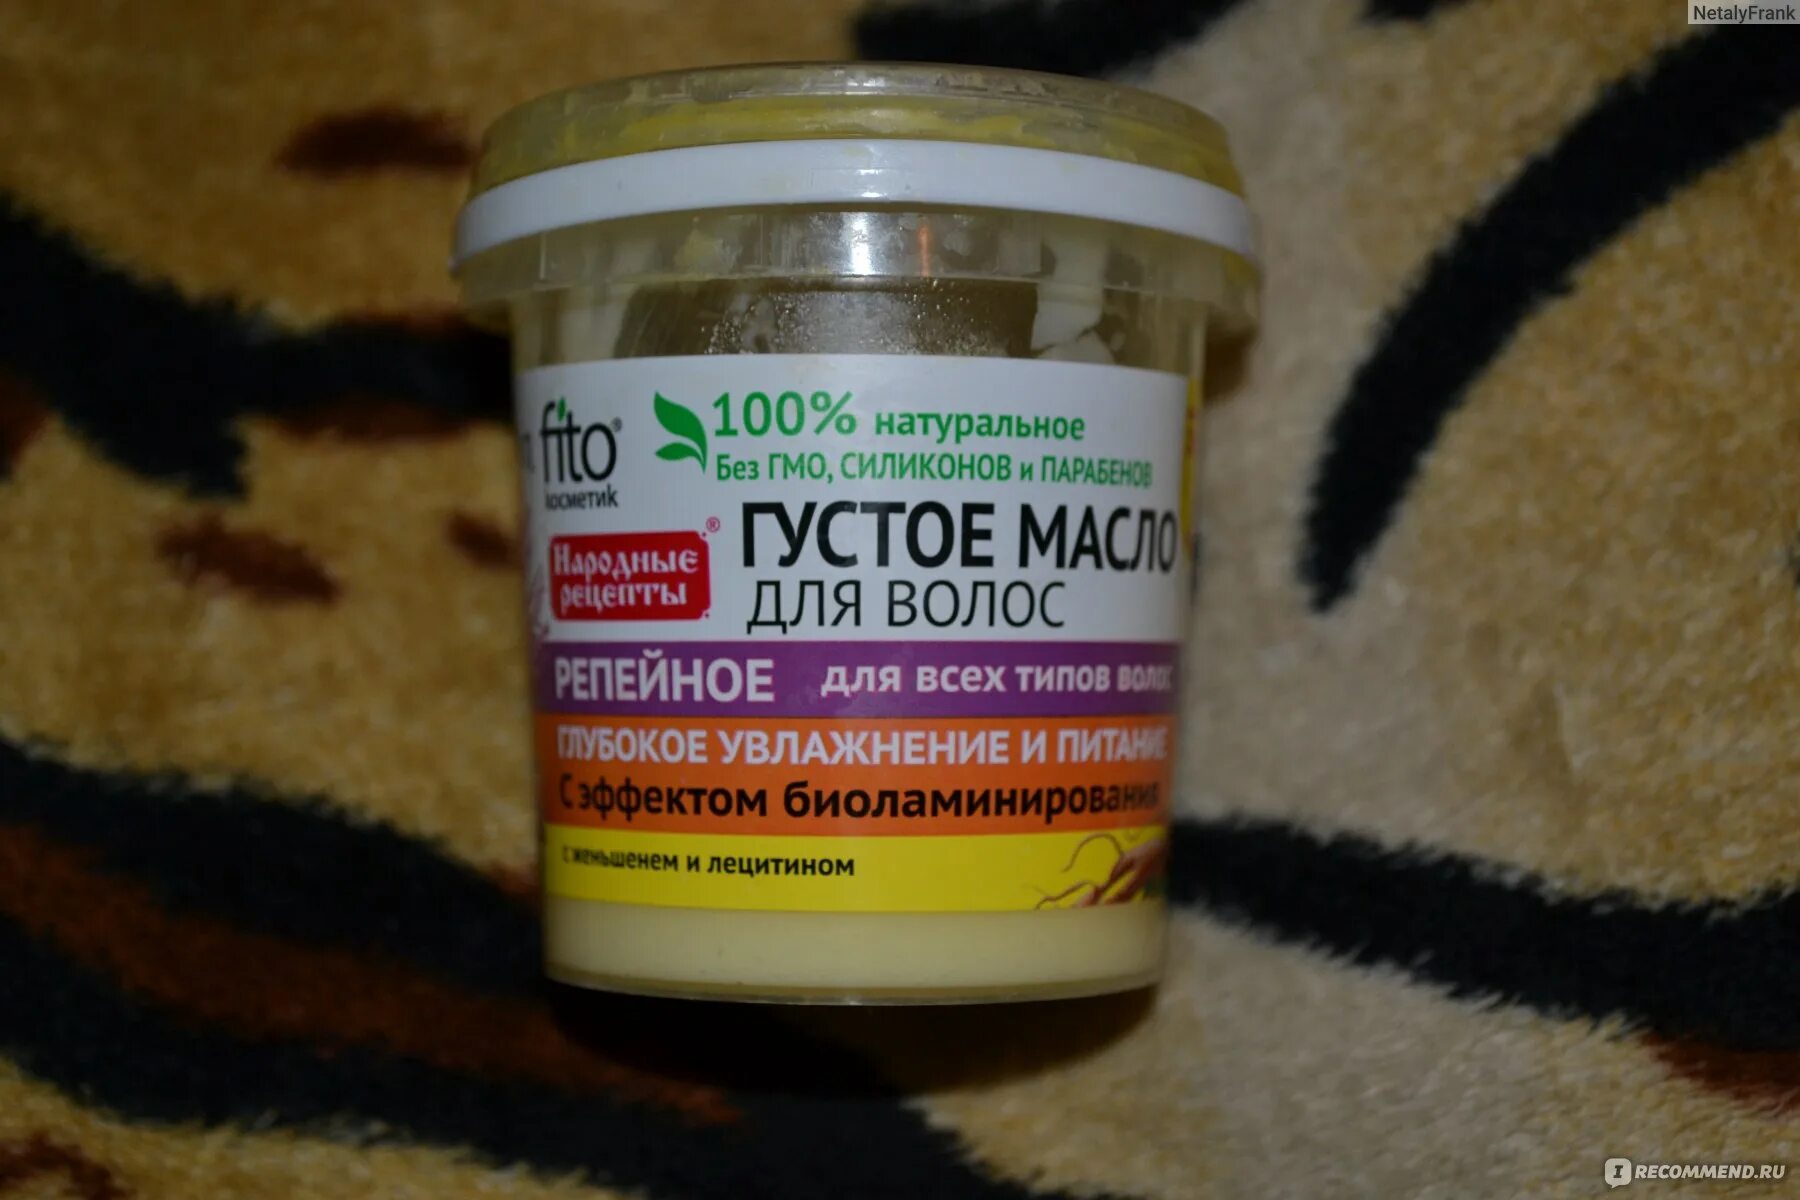 NetalyFrank
fito®
косметик
100% натуральное
Без ГМО, СИЛИКОНОВ и ПАРАБЕНОВ
ГУСТОЕ МАСЛО
ДЛЯ ВОЛОС
Народные®
рецепты
РЕПЕЙНОЕ для всех типов волос
ГЛУБОКОЕ УВЛАЖНЕНИЕ И ПИТАНИЕ
С эффектом биоламинирования
с женьшенем и лецитином
IRECOMMEND.RU